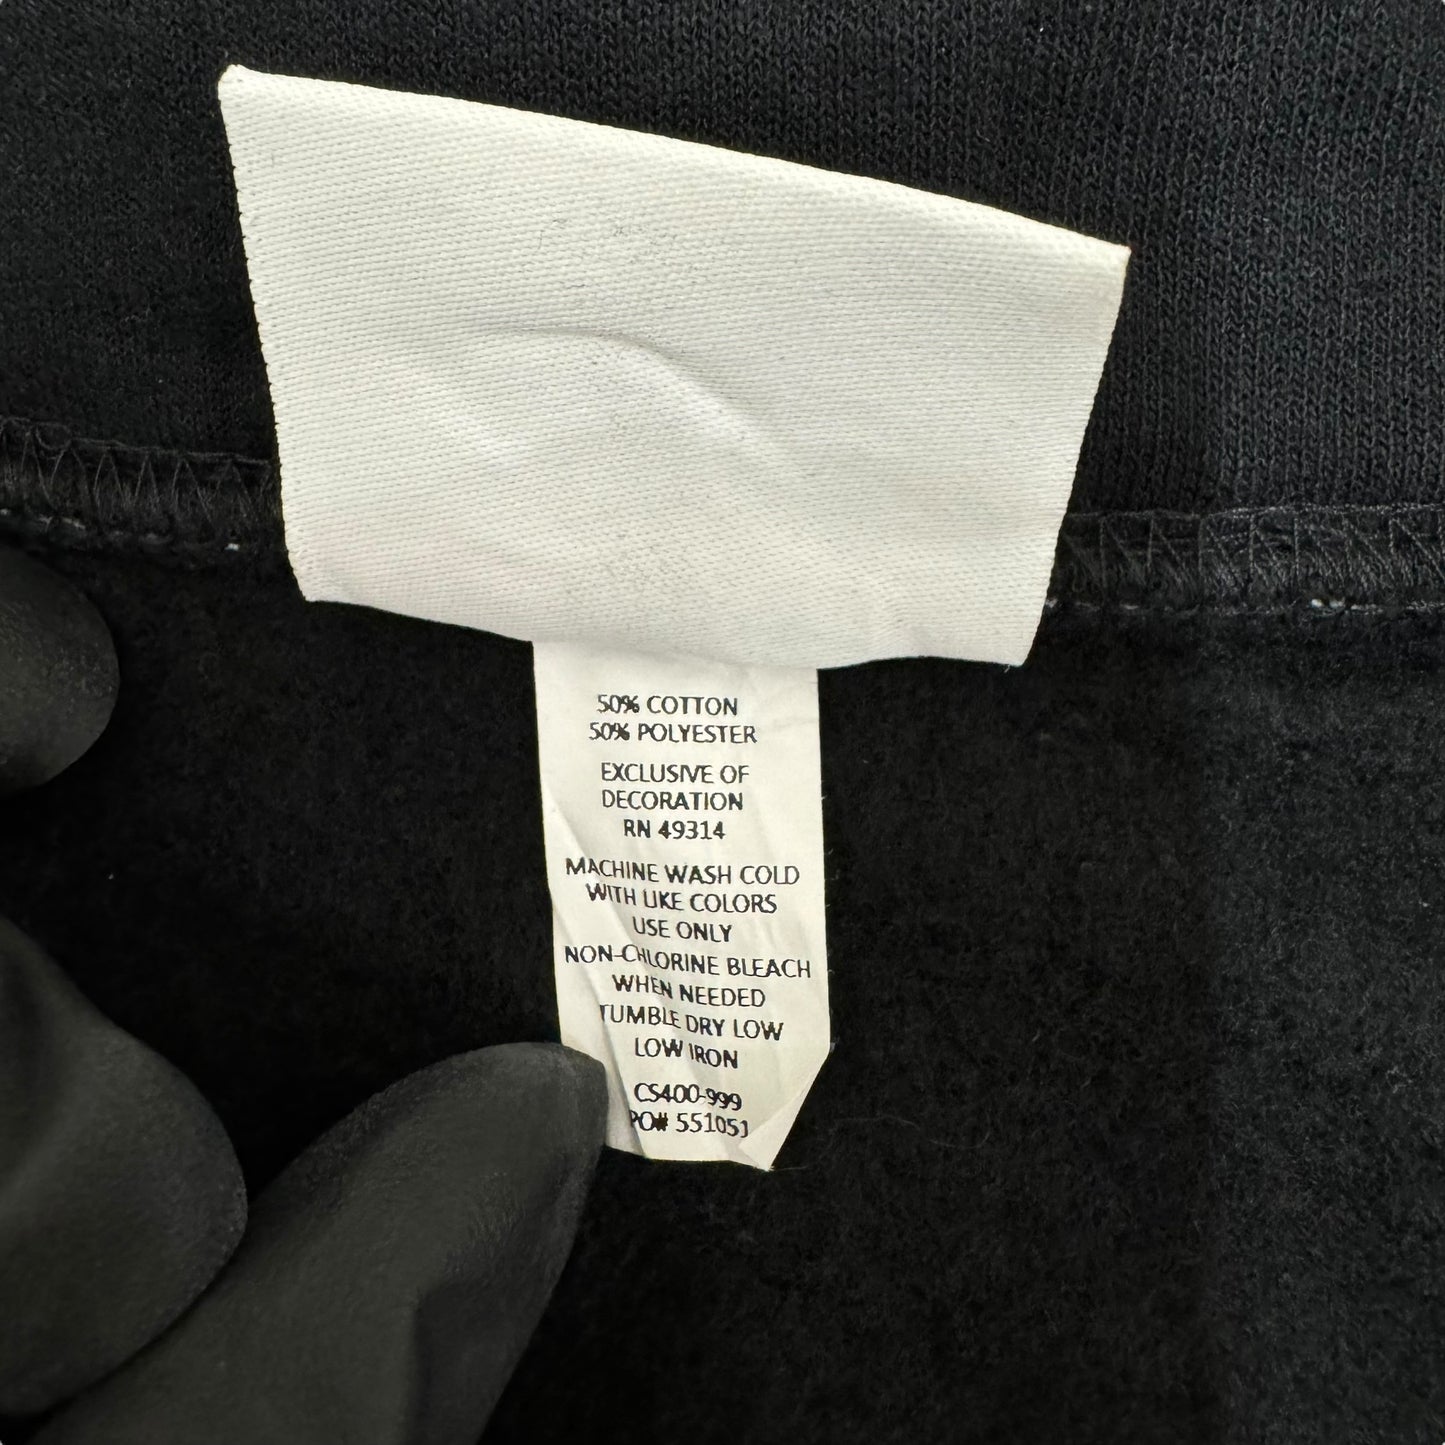 50% COTTON
50% POLYESTER
EXCLUSIVE OF
DECORATION
RN 49314
MACHINE WASH COLD
WITH LIKE COLORS
USE ONLY
NON-CHLORINE BLEACH
WHEN NEEDED
TUMBLE DRY LOW
LOW IRON
CS400-999
PO# 551051